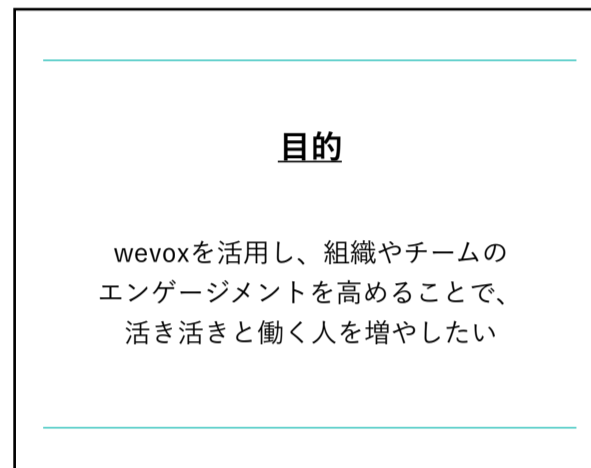 目的
wevoxを活用し、組織やチームの
エンゲージメントを高めることで、
活き活きと働く人を増やしたい